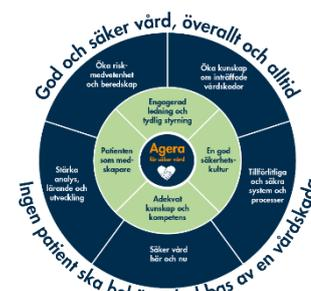 God och säker vård, överallt och alltid
Öka risk-
medvetenhet
och beredskap
Öka kunskap
om inträffade
vårdskador
Engagerad
ledning och
tydlig styrning
Stärka
analys,
lärande och
utveckling
Patienten
som med-
skapare
Agera
för säker vård
En god
säkerhets-
kultur
Tillförlitliga
och säkra
system och
processer
Adekvat
kunskap och
kompetens
Säker vård
här och nu
Ingen patient ska av en vårdskada